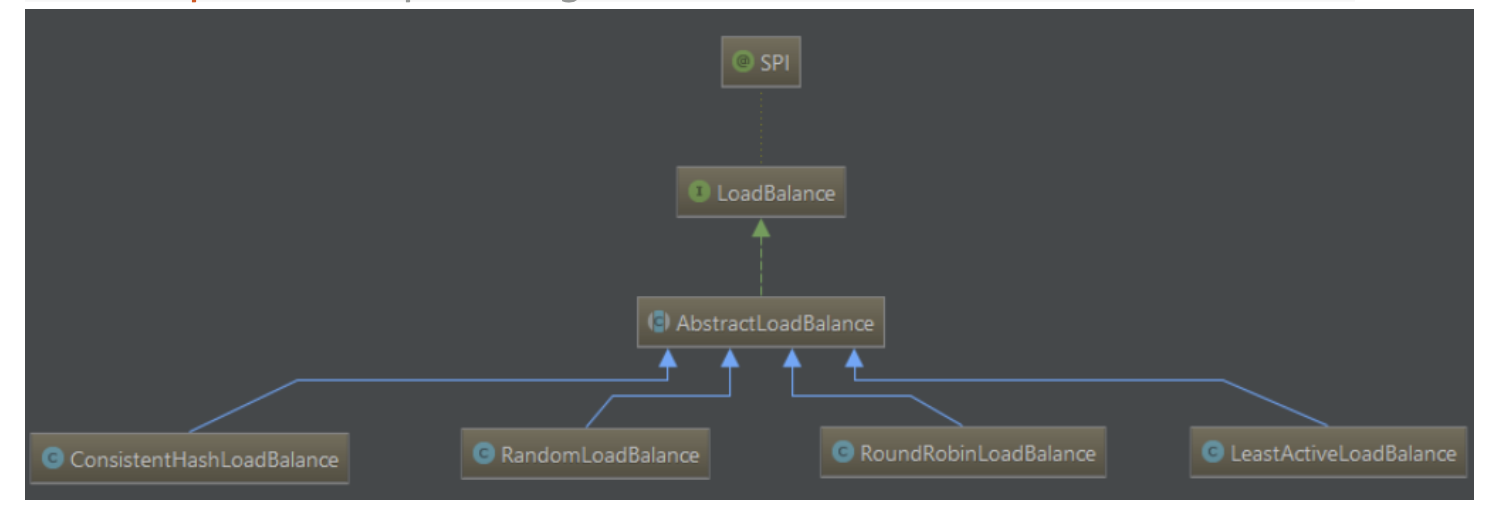 @ SPI
I LoadBalance
C AbstractLoadBalance
C ConsistentHashLoadBalance
C RandomLoadBalance
C RoundRobinLoadBalance
C LeastActiveLoadBalance